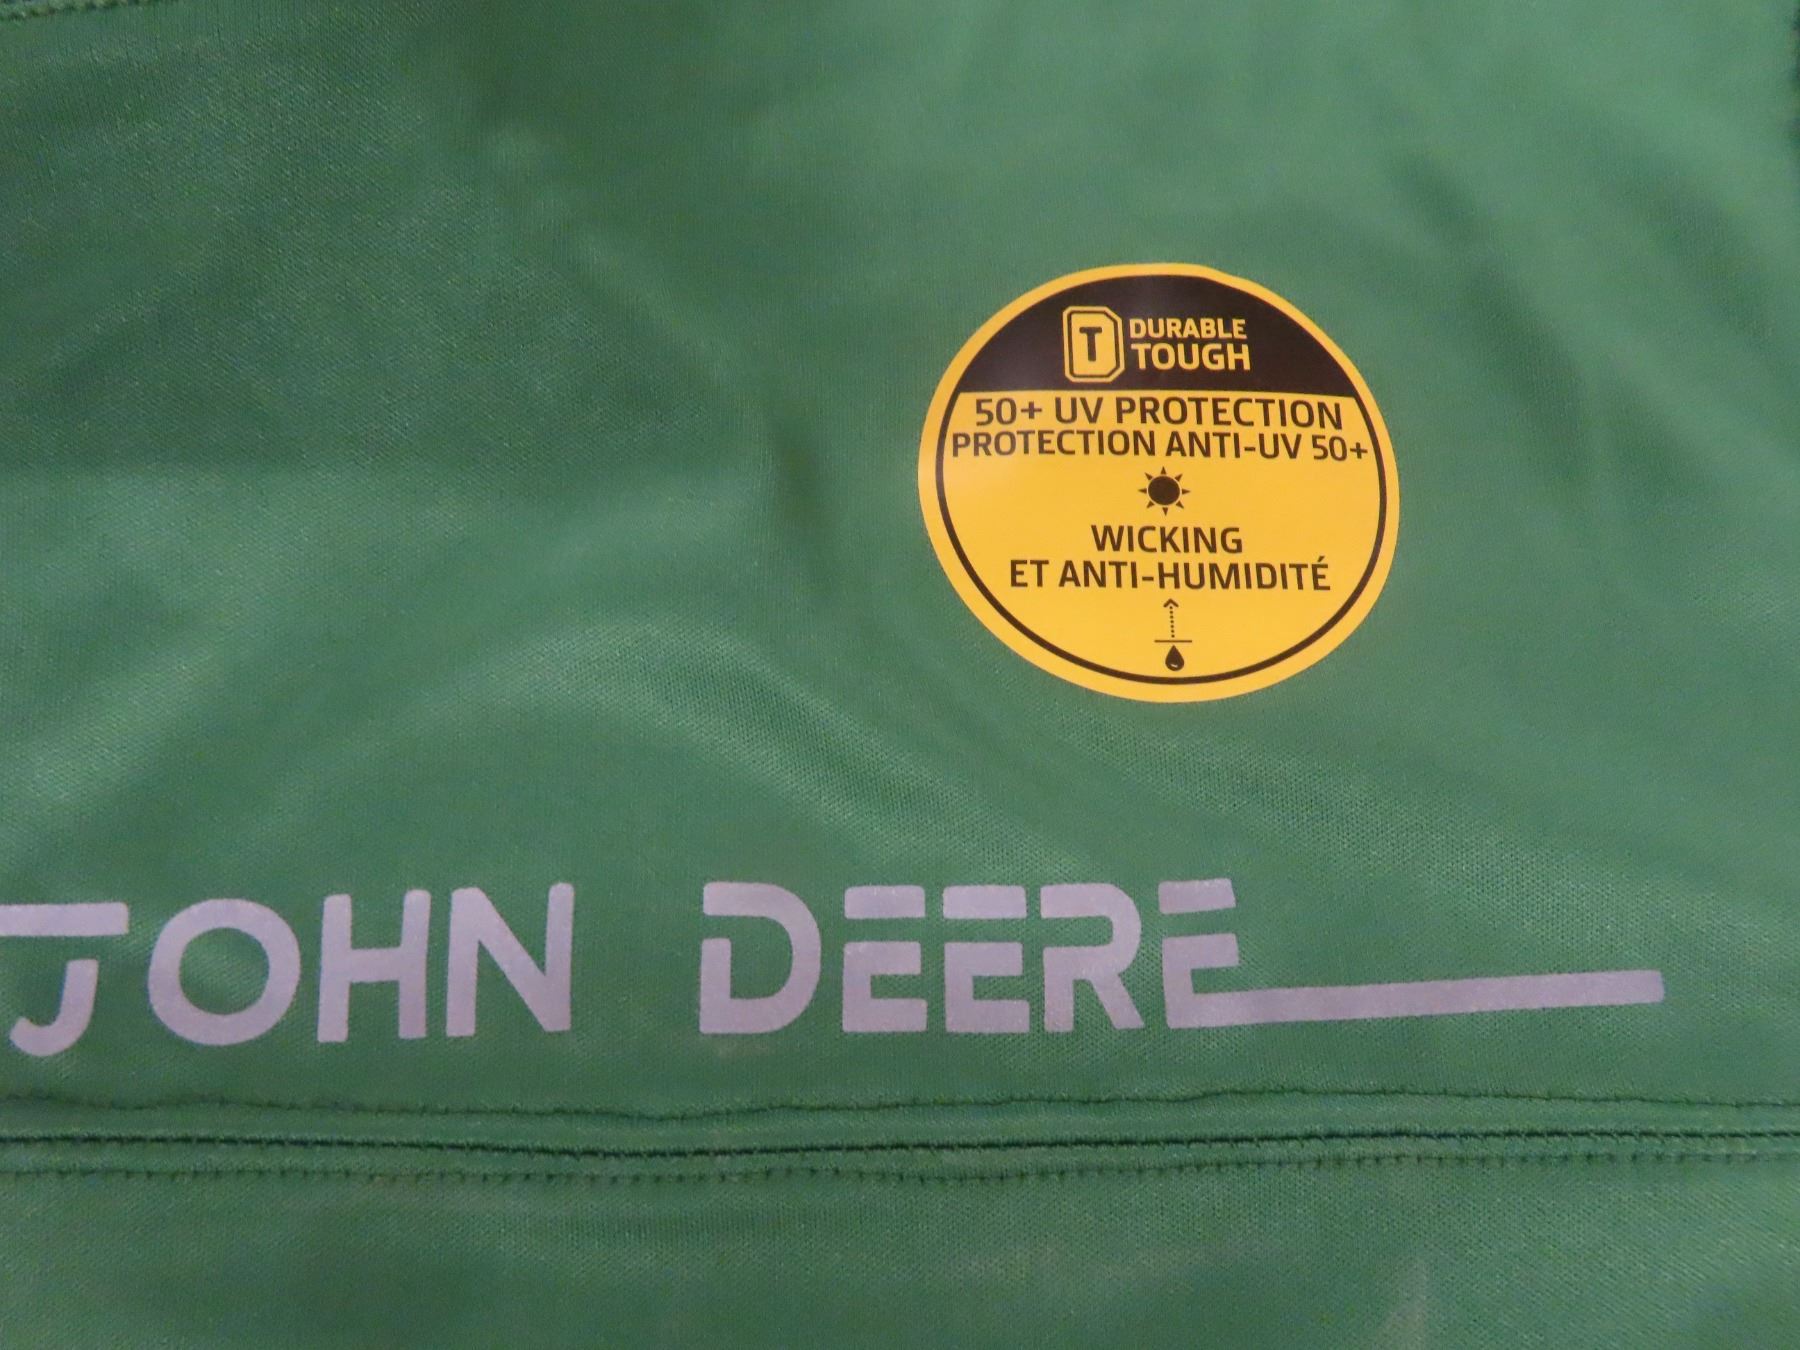 T DURABLE
TOUGH
50+ UV PROTECTION
PROTECTION ANTI-UV 50+
WICKING
ET ANTI-HUMIDITÉ
JOHN DEERE